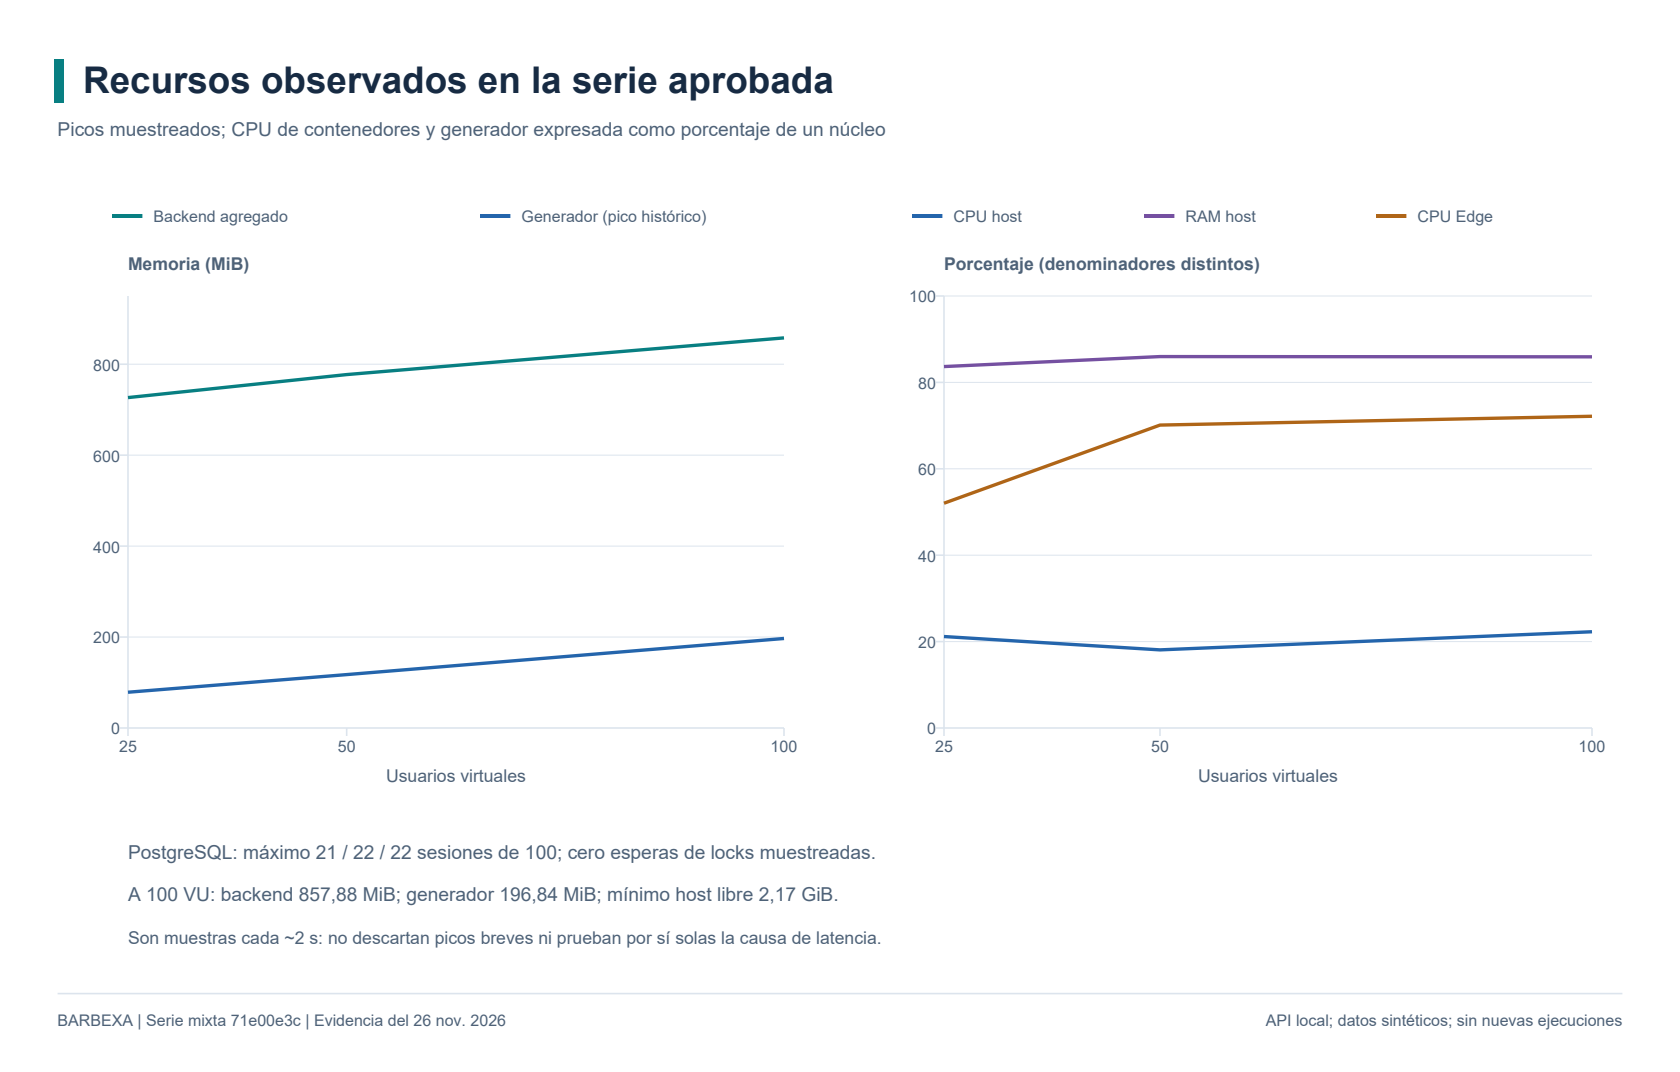 Recursos observados en la serie aprobada
Picos muestreados; CPU de contenedores y generador expresada como porcentaje de un núcleo
Backend agregado
Generador (pico histórico)
CPU host
RAM host
CPU Edge
Memoria (MiB)
800
600
400
200
0
25
50
100
Usuarios virtuales
Porcentaje (denominadores distintos)
100
80
60
40
20
0
25
50
100
Usuarios virtuales
PostgreSQL: máximo 21 / 22 / 22 sesiones de 100; cero esperas de locks muestreadas.
A 100 VU: backend 857,88 MiB; generador 196,84 MiB; mínimo host libre 2,17 GiB.
Son muestras cada ~2 s: no descartan picos breves ni prueban por sí solas la causa de latencia.
BARBEXA | Serie mixta 71e00e3c | Evidencia del 26 nov. 2026
API local; datos sintéticos; sin nuevas ejecuciones